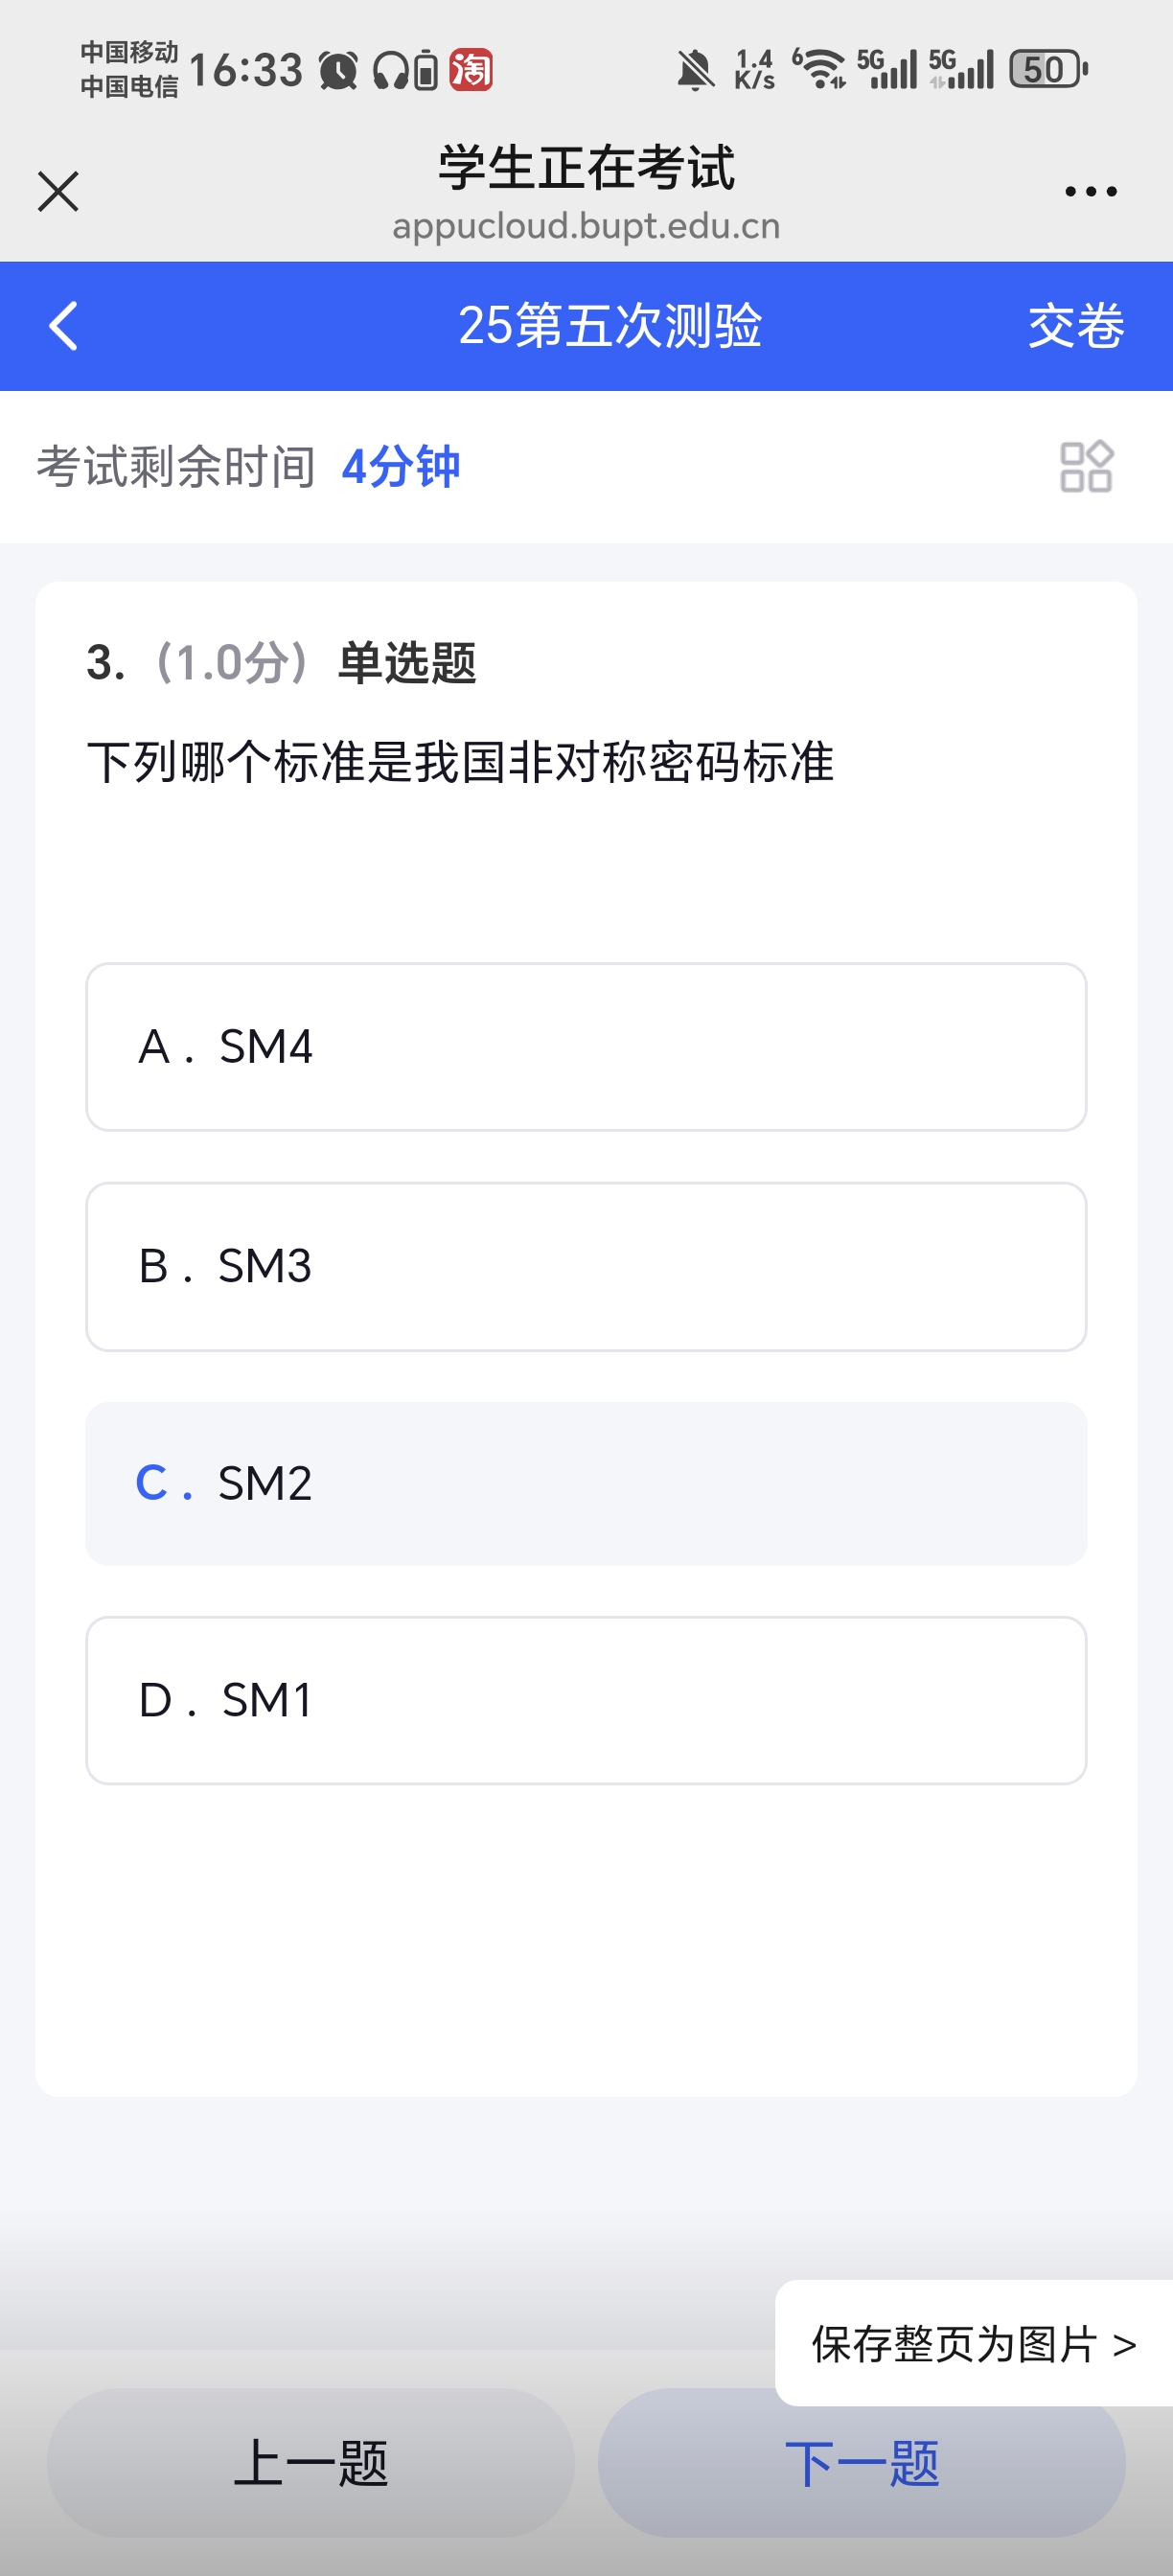 中国移动
中国电信
16:33
淘
1.4
K/s
6
5G
5G
50
学生正在考试
appucloud.bupt.edu.cn
25第五次测验
交卷
考试剩余时间 4分钟
3.（1.0分）单选题
下列哪个标准是我国非对称密码标准
A . SM4
B . SM3
C . SM2
D . SM1
保存整页为图片 >
上一题
下一题